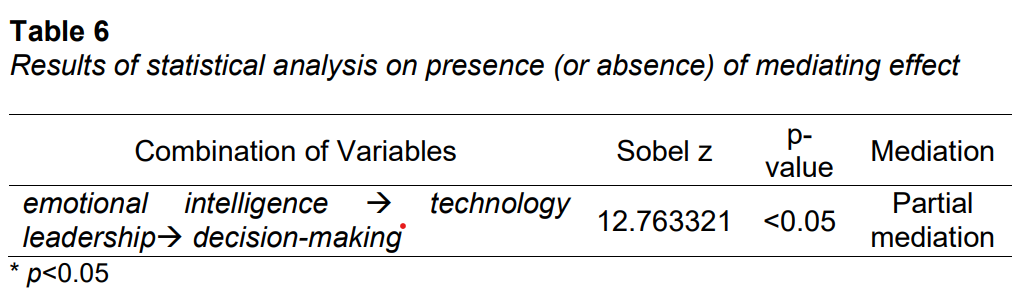 Table 6
Results of statistical analysis on presence (or absence) of mediating effect
Combination of Variables Sobel z p-value Mediation
emotional intelligence → technology
leadership→ decision-making 12.763321 <0.05 Partial mediation
* p<0.05